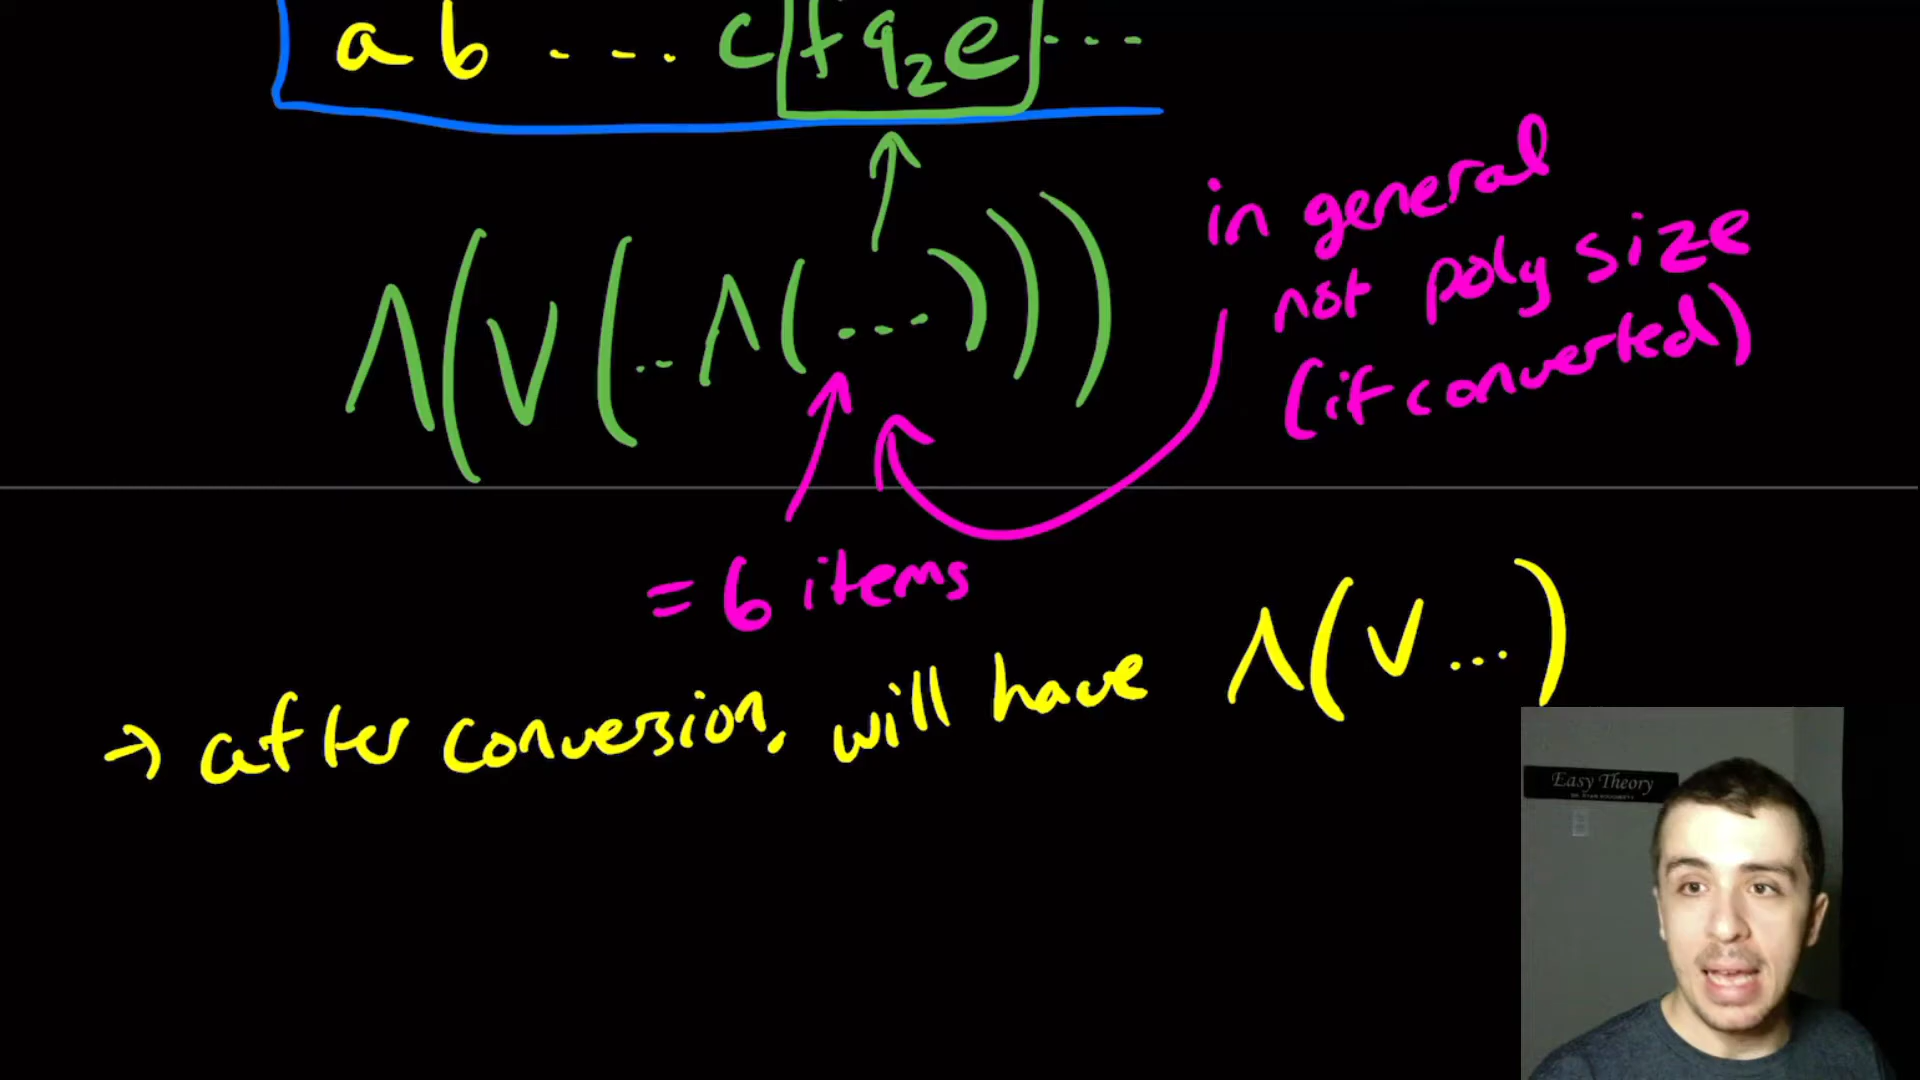 a b ... c f q₂ e ...
∧(∨(..∧(...)))
in general
not poly size
(if converted)
= 6 items
→ after conversion, will have ∧(∨...)
Easy Theory